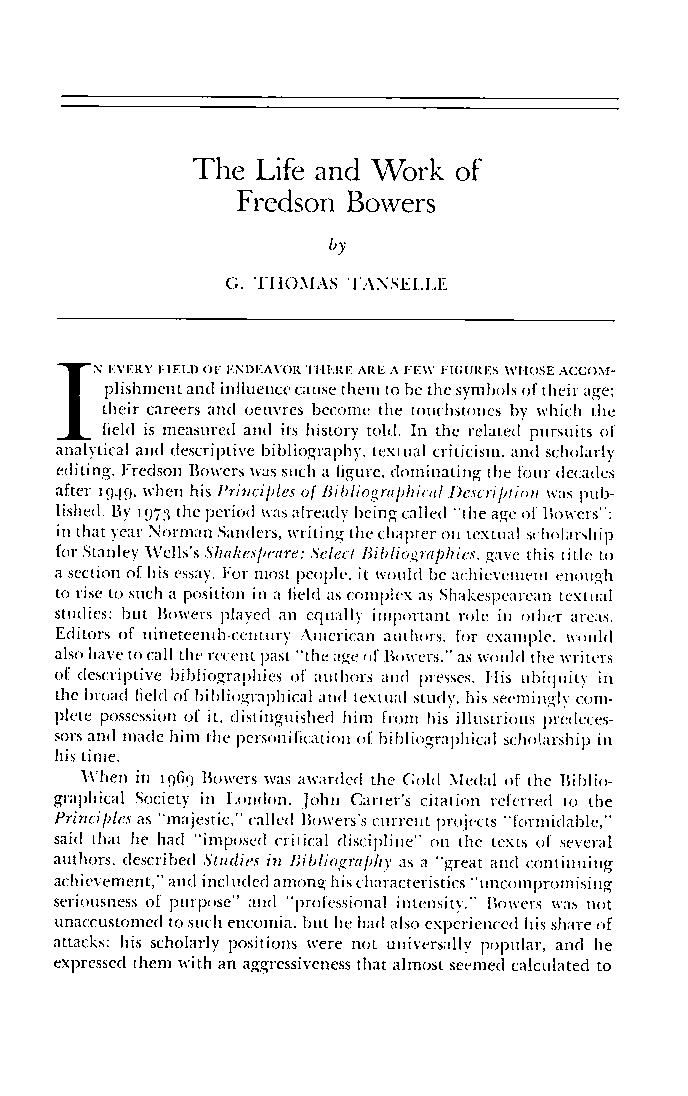 The Life and Work of
Fredson Bowers
by
G. THOMAS TANSELLE
IN EVERY FIELD OF ENDEAVOR THERE ARE A FEW FIGURES WHOSE ACCOM-
plishment and influence cause them to be the symbols of their age;
their careers and oeuvres become the touchstones by which the
field is measured and its history told. In the related pursuits of
analytical and descriptive bibliography, textual criticism, and scholarly
editing, Fredson Bowers was such a figure, dominating the four decades
after 1949, when his Principles of Bibliographical Description was pub-
lished. By 1973 the period was already being called "the age of Bowers":
in that year Norman Sanders, writing the chapter on textual scholarship
for Stanley Wells's Shakespeare: Select Bibliographies, gave this title to
a section of his essay. For most people, it would be achievement enough
to rise to such a position in a field as complex as Shakespearean textual
studies; but Bowers played an equally important role in other areas.
Editors of nineteenth-century American authors, for example, would
also have to call the recent past "the age of Bowers," as would the writers
of descriptive bibliographies of authors and presses. His ubiquity in
the broad field of bibliographical and textual study, his seemingly com-
plete possession of it, distinguished him from his illustrious predeces-
sors and made him the personification of bibliographical scholarship in
his time.
When in 1969 Bowers was awarded the Gold Medal of the Biblio-
graphical Society in London, John Carter's citation referred to the
Principles as "majestic," called Bowers's current projects "formidable,"
said that he had "imposed critical discipline" on the texts of several
authors, described Studies in Bibliography as a "great and continuing
achievement," and included among his characteristics "uncompromising
seriousness of purpose" and "professional intensity." Bowers was not
unaccustomed to such encomia, but he had also experienced his share of
attacks: his scholarly positions were not universally popular, and he
expressed them with an aggressiveness that almost seemed calculated to